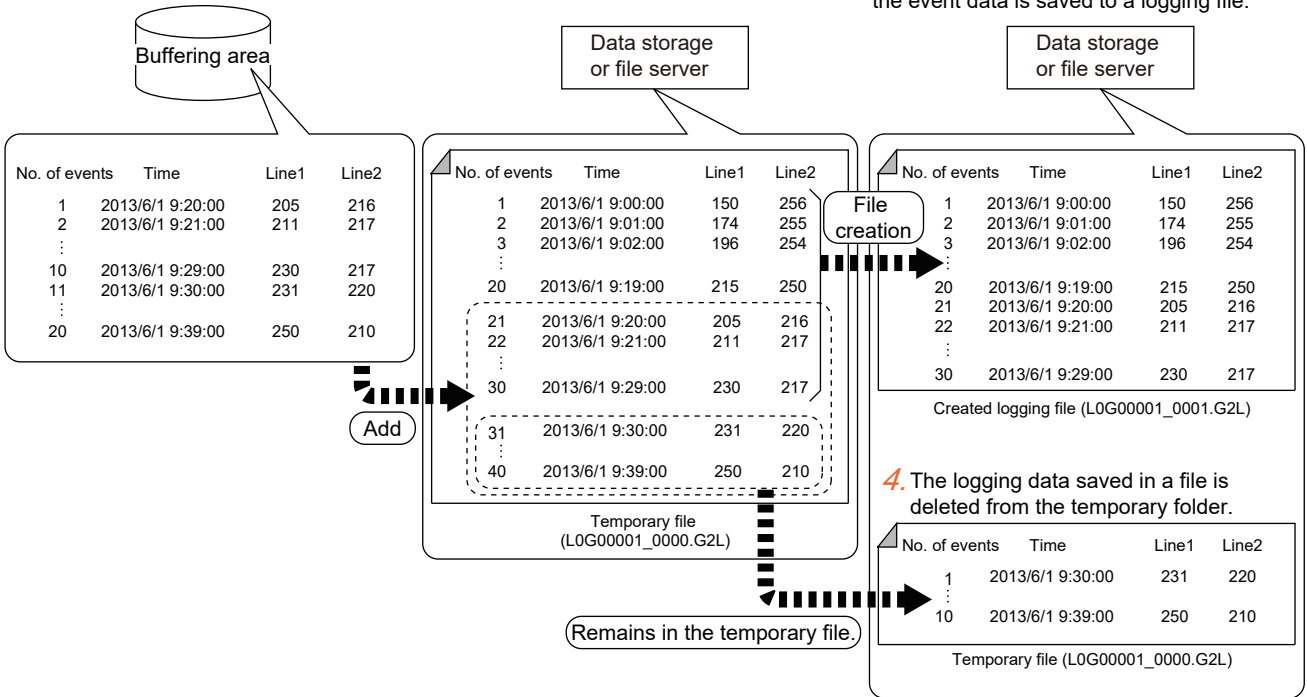 the event data is saved to a logging file.
Buffering area
Data storage
or file server
Data storage
or file server
No. of events Time Line1 Line2
1 2013/6/1 9:20:00 205 216
2 2013/6/1 9:21:00 211 217
⋮
10 2013/6/1 9:29:00 230 217
11 2013/6/1 9:30:00 231 220
⋮
20 2013/6/1 9:39:00 250 210
Add
No. of events Time Line1 Line2
1 2013/6/1 9:00:00 150 256
2 2013/6/1 9:01:00 174 255
3 2013/6/1 9:02:00 196 254
⋮
20 2013/6/1 9:19:00 215 250
21 2013/6/1 9:20:00 205 216
22 2013/6/1 9:21:00 211 217
⋮
30 2013/6/1 9:29:00 230 217
31 2013/6/1 9:30:00 231 220
⋮
40 2013/6/1 9:39:00 250 210
Temporary file
(L0G00001_0000.G2L)
File
creation
Remains in the temporary file.
No. of events Time Line1 Line2
1 2013/6/1 9:00:00 150 256
2 2013/6/1 9:01:00 174 255
3 2013/6/1 9:02:00 196 254
⋮
20 2013/6/1 9:19:00 215 250
21 2013/6/1 9:20:00 205 216
22 2013/6/1 9:21:00 211 217
⋮
30 2013/6/1 9:29:00 230 217
Created logging file (L0G00001_0001.G2L)
4. The logging data saved in a file is
deleted from the temporary folder.
No. of events Time Line1 Line2
1 2013/6/1 9:30:00 231 220
⋮
10 2013/6/1 9:39:00 250 210
Temporary file (L0G00001_0000.G2L)